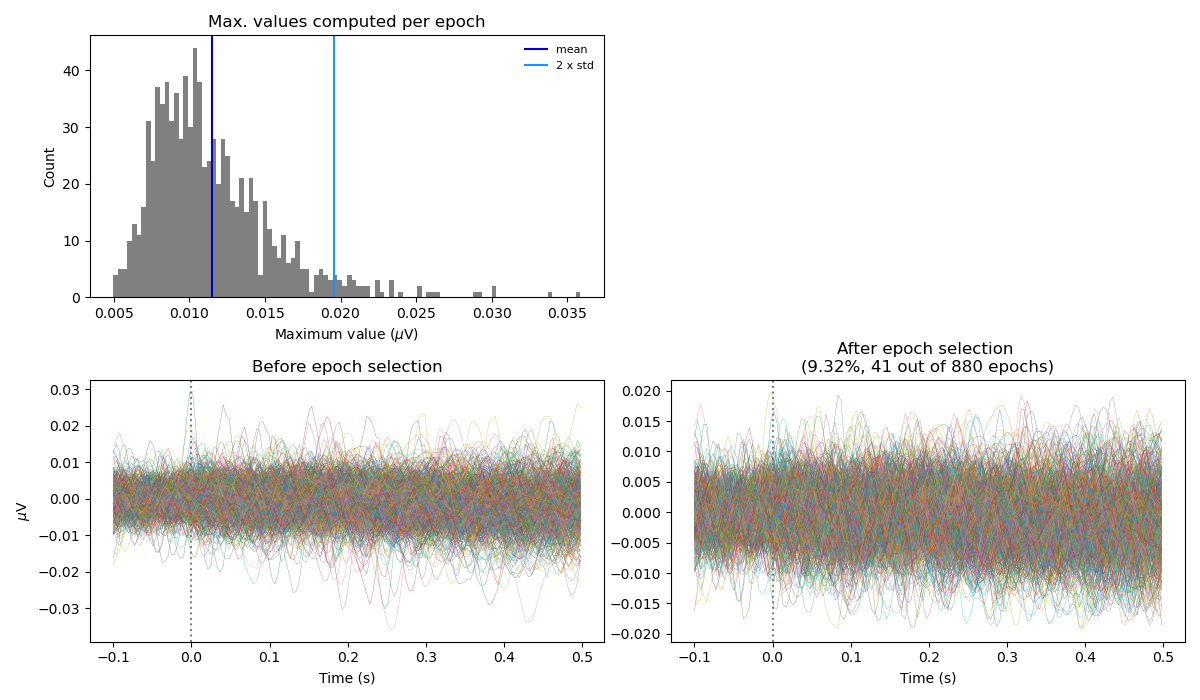 Max. values computed per epoch
mean
2 x std
40
30
20
10
0
Count
0.005 0.010 0.015 0.020 0.025 0.030 0.035
Maximum value (μV)
Before epoch selection
0.03
0.02
0.01
0.00
−0.01
−0.02
−0.03
μV
−0.1 0.0 0.1 0.2 0.3 0.4 0.5
Time (s)
After epoch selection
(9.32%, 41 out of 880 epochs)
0.020
0.015
0.010
0.005
0.000
−0.005
−0.010
−0.015
−0.020
−0.1 0.0 0.1 0.2 0.3 0.4 0.5
Time (s)